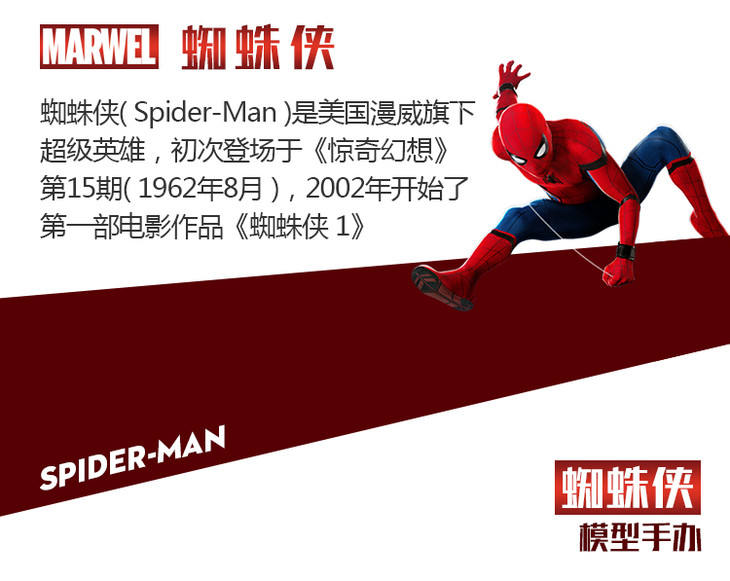 MARWEL 蜘蛛侠
蜘蛛侠( Spider-Man )是美国漫威旗下
超级英雄，初次登场于《惊奇幻想》
第15期( 1962年8月 )，2002年开始了
第一部电影作品《蜘蛛侠 1》
SPIDER-MAN
蜘蛛侠
模型手办